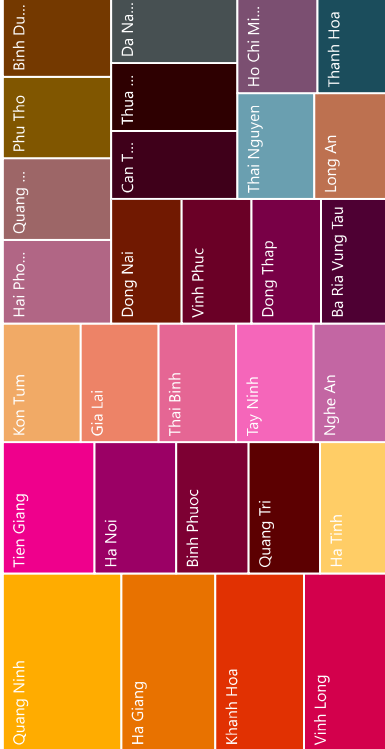 Binh Du...
Da Na...
Ho Chi Mi...
Thanh Hoa
Phu Tho
Thua ...
Thai Nguyen
Long An
Quang ...
Can T...
Hai Pho...
Dong Nai
Vinh Phuc
Dong Thap
Ba Ria Vung Tau
Kon Tum
Gia Lai
Thai Binh
Tay Ninh
Nghe An
Tien Giang
Ha Noi
Binh Phuoc
Quang Tri
Ha Tinh
Quang Ninh
Ha Giang
Khanh Hoa
Vinh Long